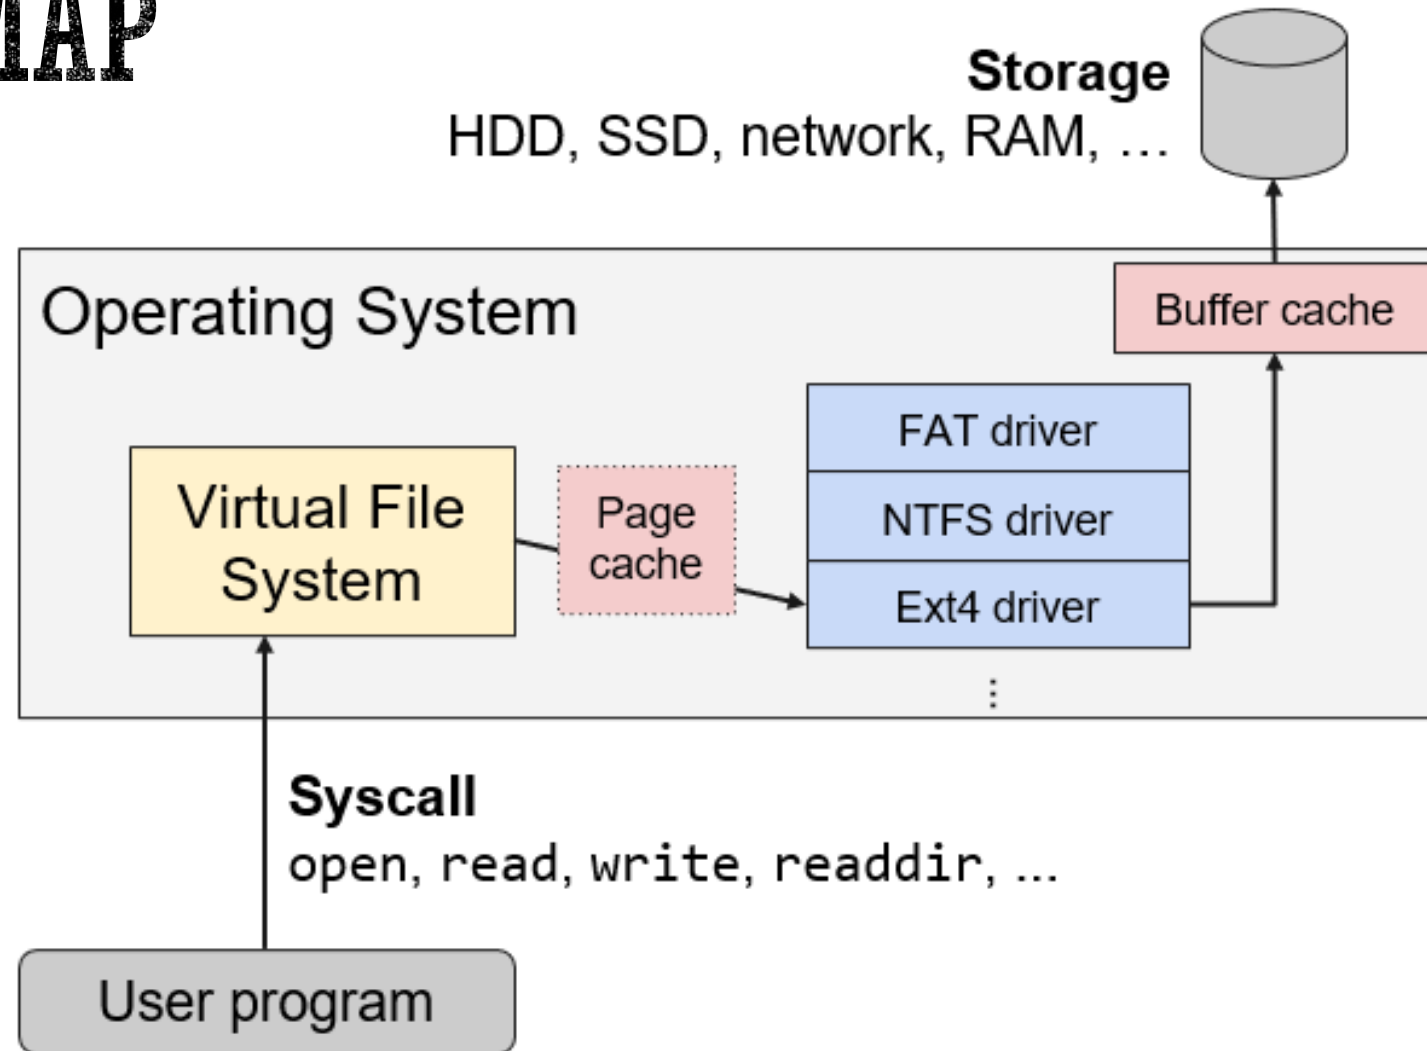 MAP
Storage
HDD, SSD, network, RAM, …
Operating System
Buffer cache
FAT driver
Virtual File
System
Page
cache
NTFS driver
Ext4 driver
⋮
Syscall
open, read, write, readdir, …
User program